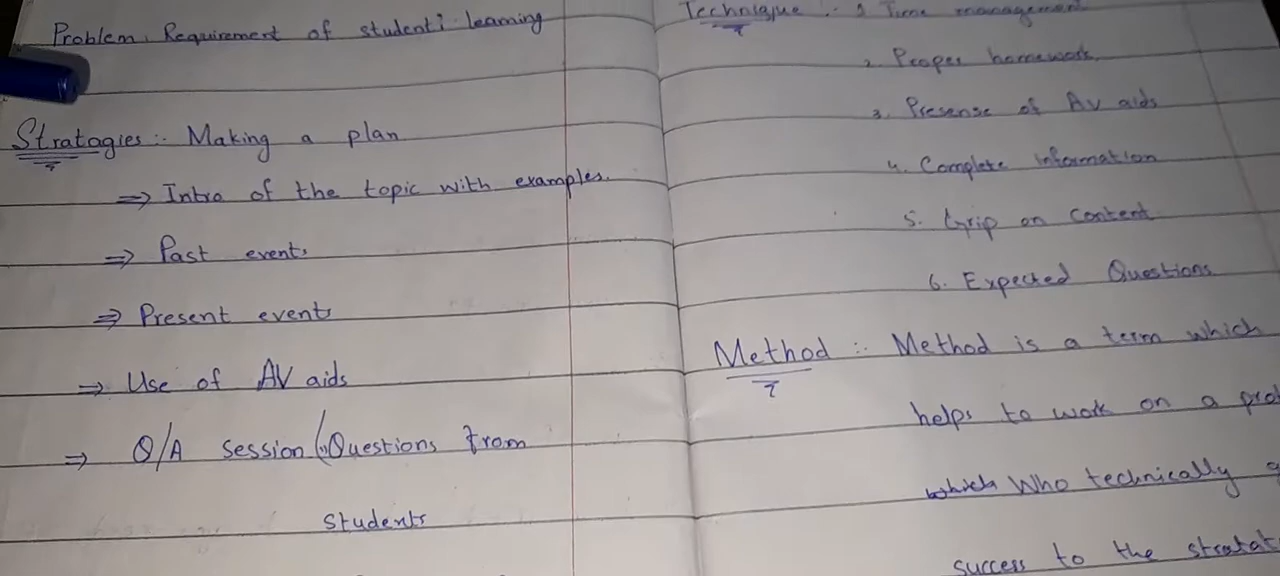 Problem, Requirement of students learning
Stratagies :- Making a plan
⇒ Intro of the topic with examples.
⇒ Past events
⇒ Present events
⇒ Use of AV aids
⇒ Q/A session (Questions from
students
Technique :- 1 Time management
2. Proper homework
3. Presense of AV aids
4. Complete information
5. Grip on Content
6. Expected Questions
Method :- Method is a term which
helps to work on a
which Who technically
success to the